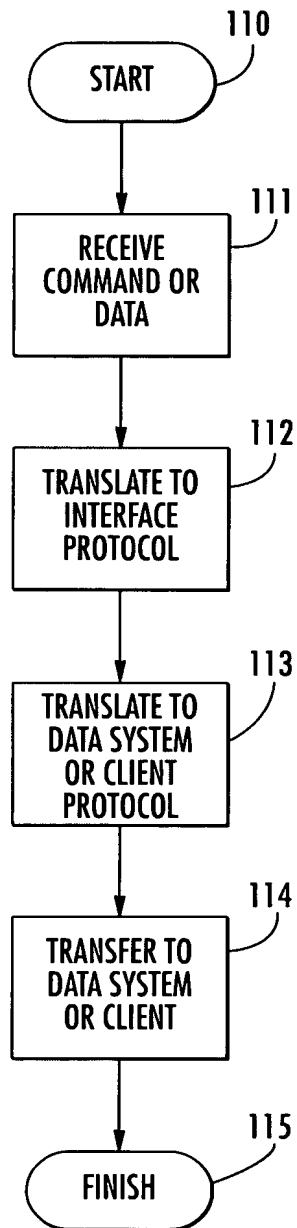 110
START
111
RECEIVE
COMMAND OR
DATA
112
TRANSLATE TO
INTERFACE
PROTOCOL
113
TRANSLATE TO
DATA SYSTEM
OR CLIENT
PROTOCOL
114
TRANSFER TO
DATA SYSTEM
OR CLIENT
115
FINISH